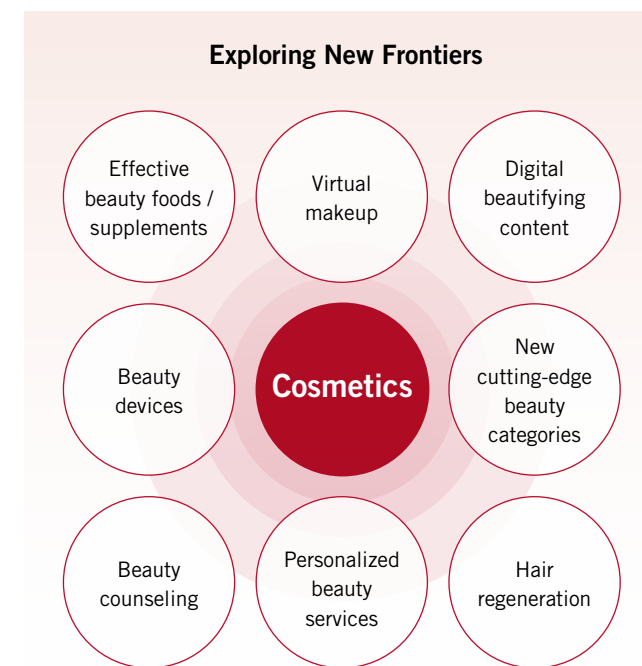 Exploring New Frontiers
Effective
beauty foods /
supplements
Virtual
makeup
Digital
beautifying
content
Beauty
devices
Cosmetics
New
cutting-edge
beauty
categories
Beauty
counseling
Personalized
beauty
services
Hair
regeneration